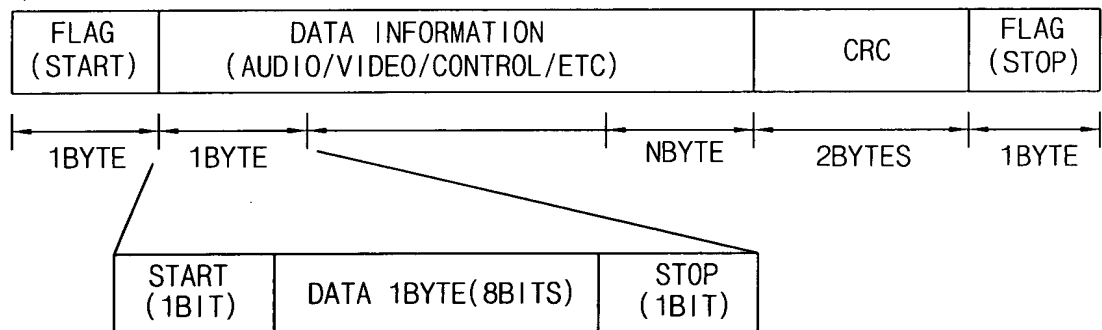 FLAG
(START)
DATA INFORMATION
(AUDIO/VIDEO/CONTROL/ETC)
CRC
FLAG
(STOP)
1BYTE
1BYTE
NBYTE
2BYTES
1BYTE
START
(1BIT)
DATA 1BYTE(8BITS)
STOP
(1BIT)